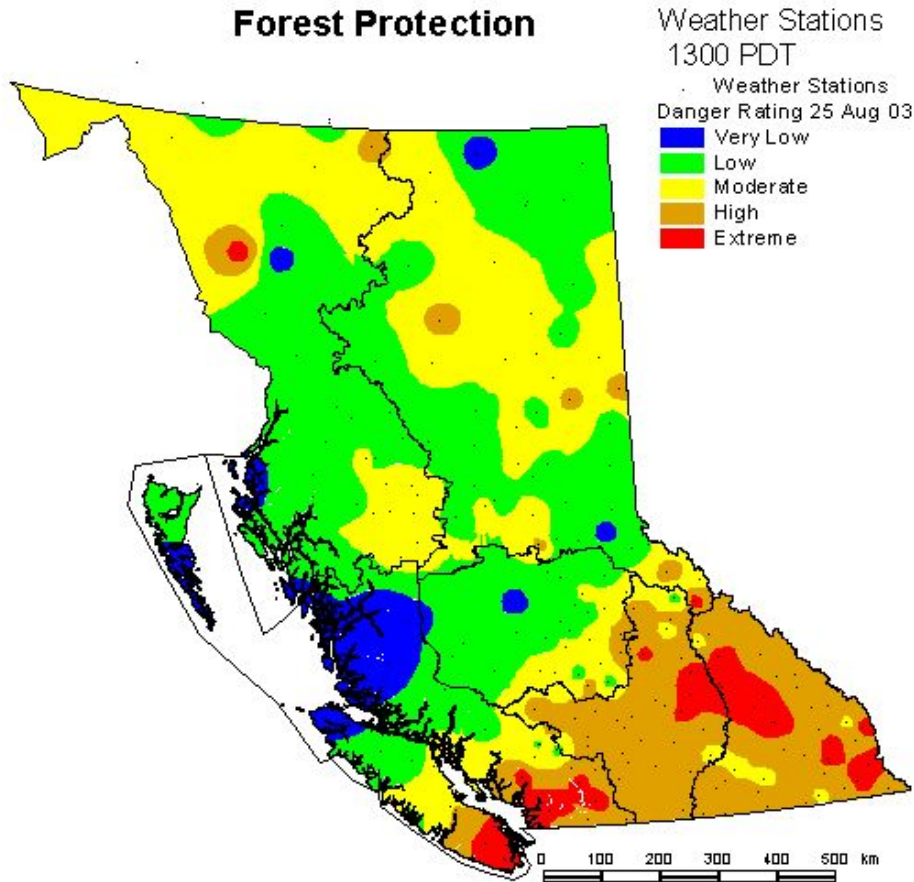 Forest Protection
Weather Stations
1300 PDT
Weather Stations
Danger Rating 25 Aug 03
Very Low
Low
Moderate
High
Extreme
0 100 200 300 400 500 km